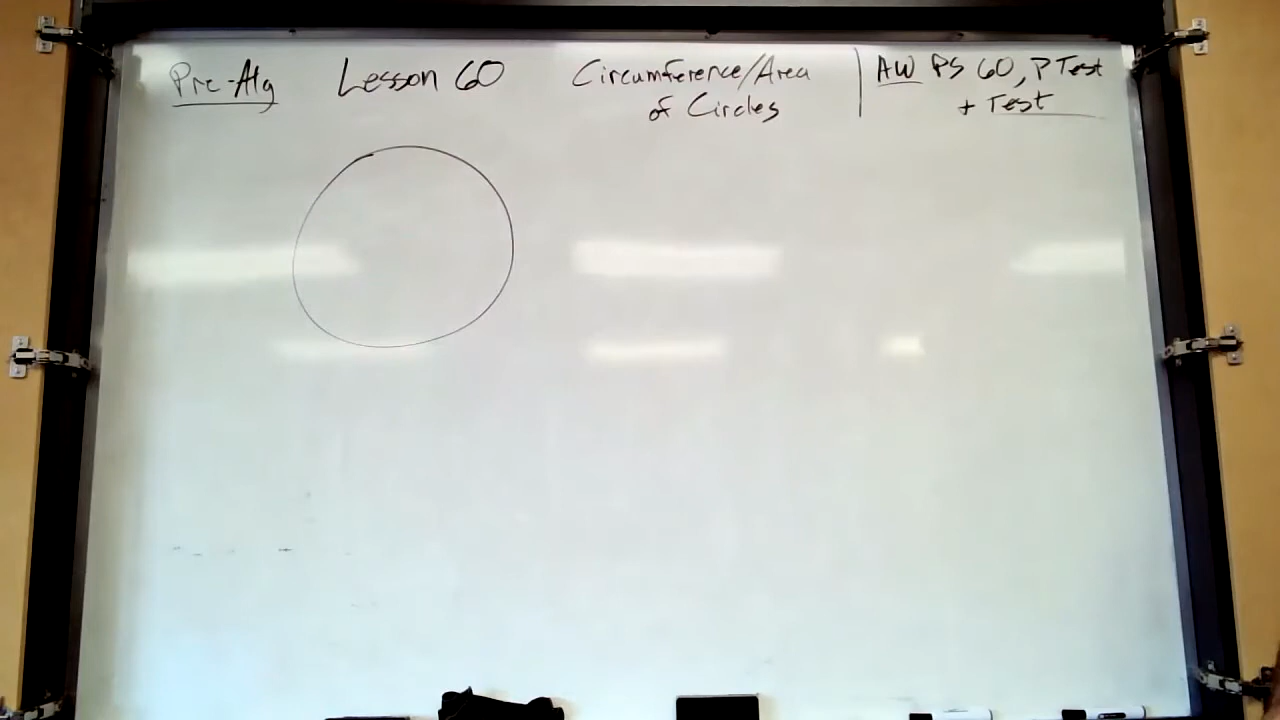 Pre-Alg Lesson 60 Circumference/Area AW PS 60, P Test
of Circles + Test